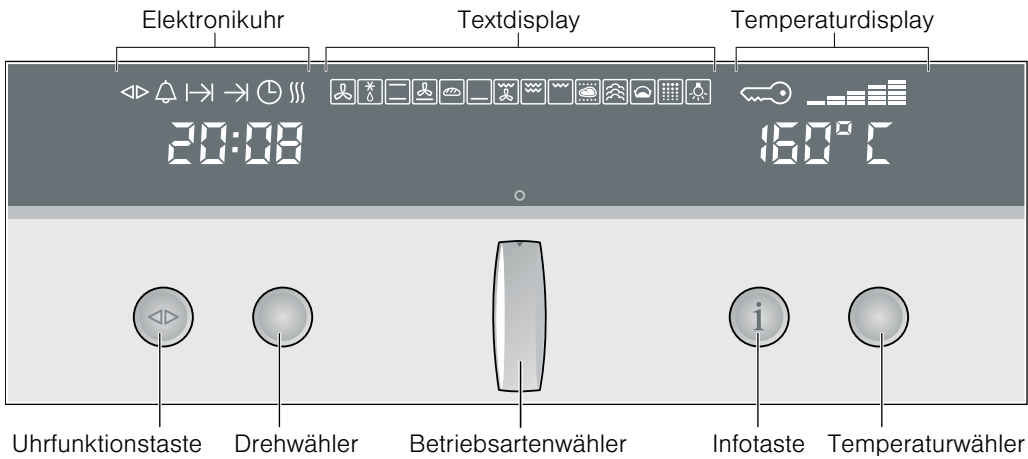 Elektronikuhr Textdisplay Temperaturdisplay
20:08 160°C
i
Uhrfunktionstaste Drehwähler Betriebsartenwähler Infotaste Temperaturwähler